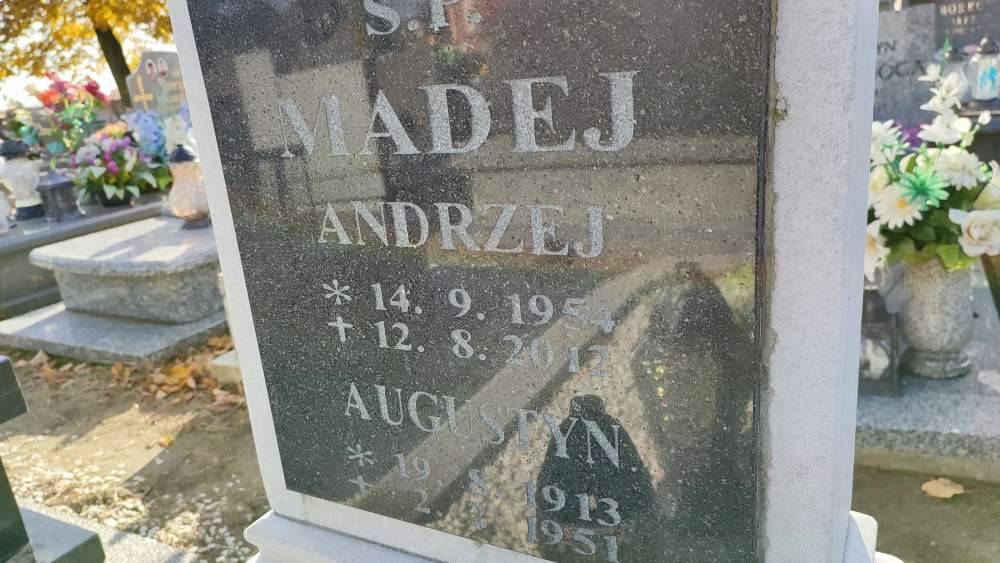 Ś.P.
MADEJ
ANDRZEJ
* 14. 9. 1954
+ 12. 8. 2012
AUGUSTYN
* 19 8. 1913
+ 2 1951